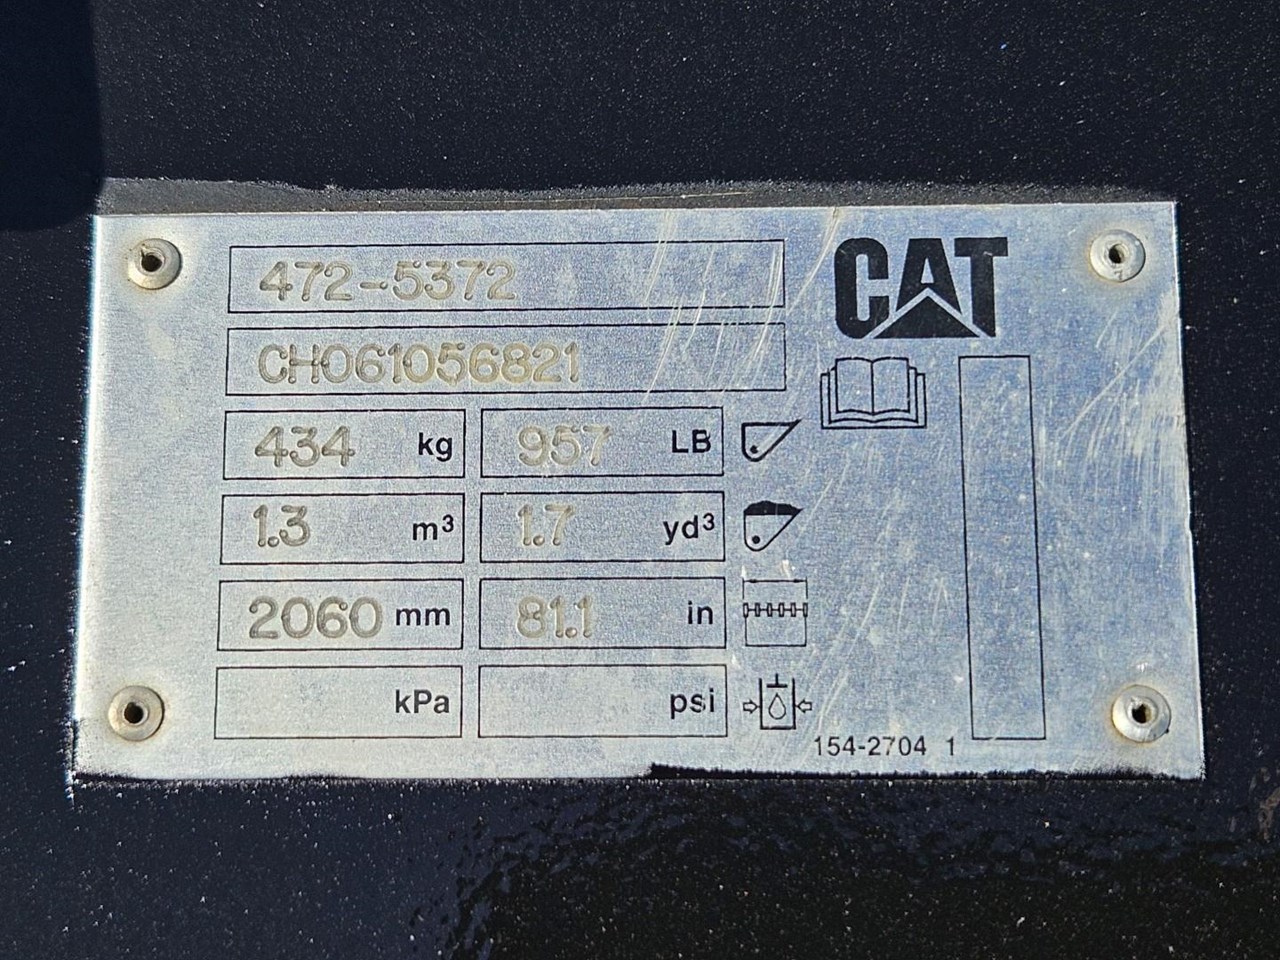 472-5372
CAT
CH061056821
434 kg 957 LB
1.3 m³ 1.7 yd³
2060 mm 81.1 in
kPa psi
154-2704 1